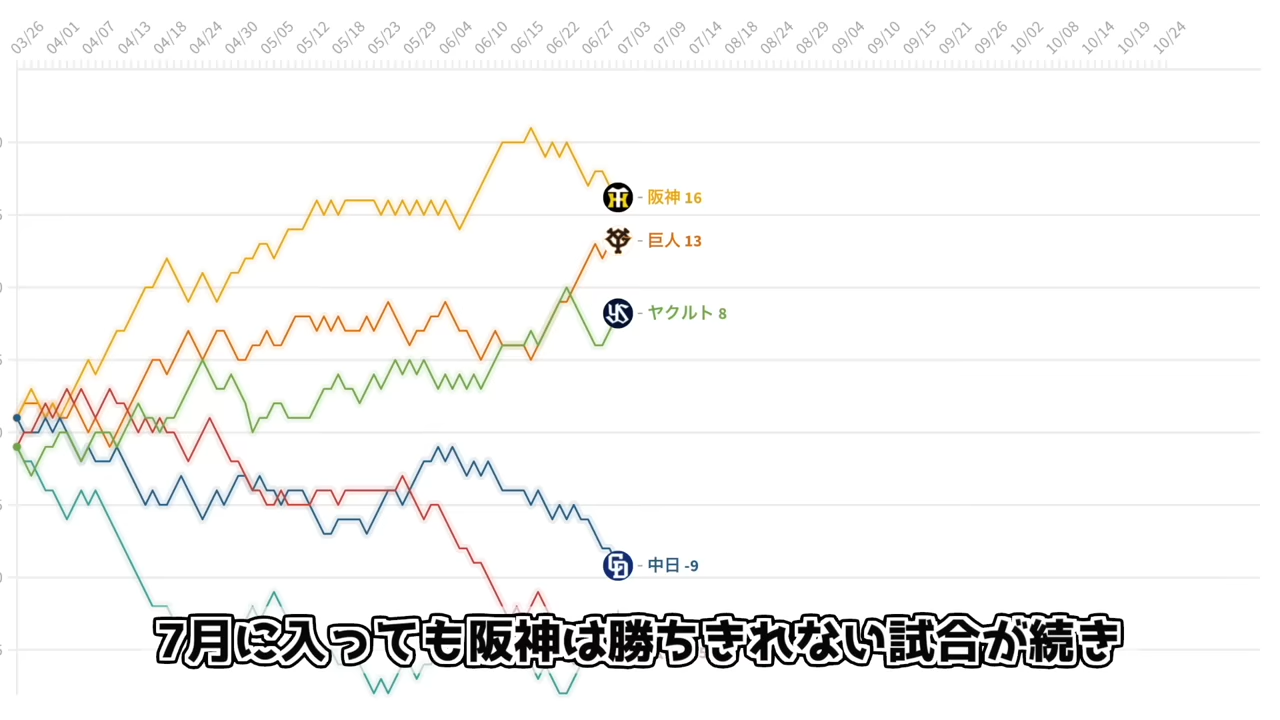 03/26 04/01 04/07 04/13 04/18 04/24 04/30 05/05 05/12 05/18 05/23 05/29 06/04 06/10 06/15 06/22 06/27 07/03 07/09 07/14 08/18 08/24 08/29 09/04 09/10 09/15 09/21 09/26 10/02 10/08 10/14 10/19 10/24
阪神 16
巨人 13
ヤクルト 8
中日 -9
7月に入っても阪神は勝ちきれない試合が続き